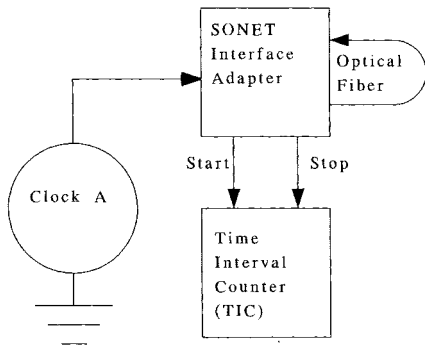 SONET
Interface
Adapter
Optical
Fiber
Start
Stop
Clock A
Time
Interval
Counter
(TIC)